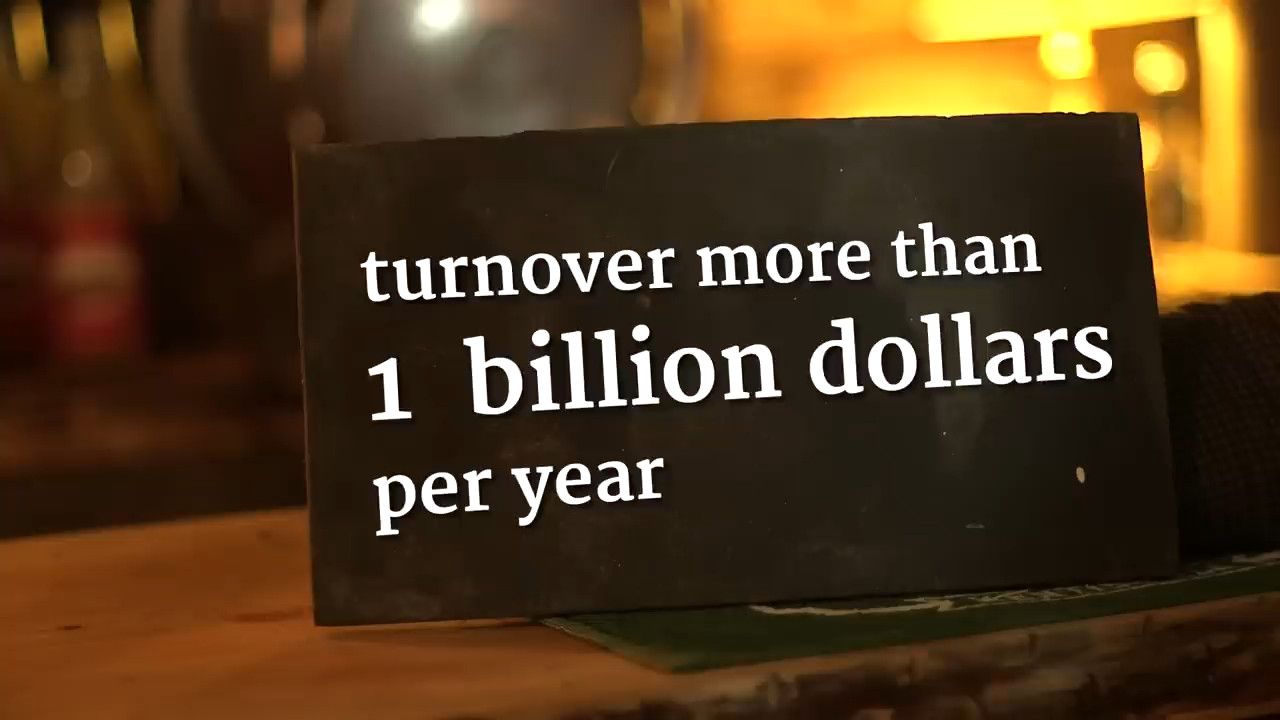 turnover more than
1 billion dollars
per year